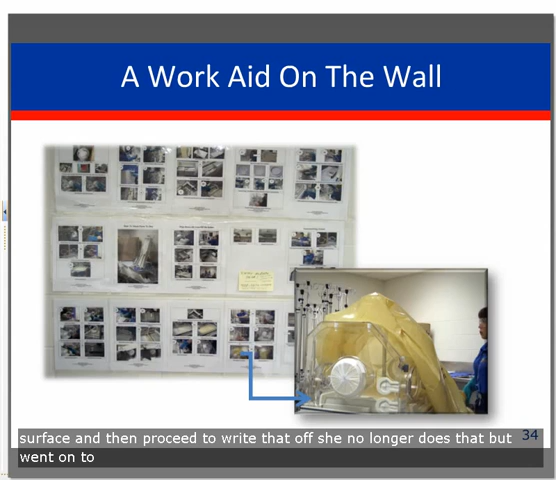 A Work Aid On The Wall
surface and then proceed to write that off she no longer does that but
34
went on to